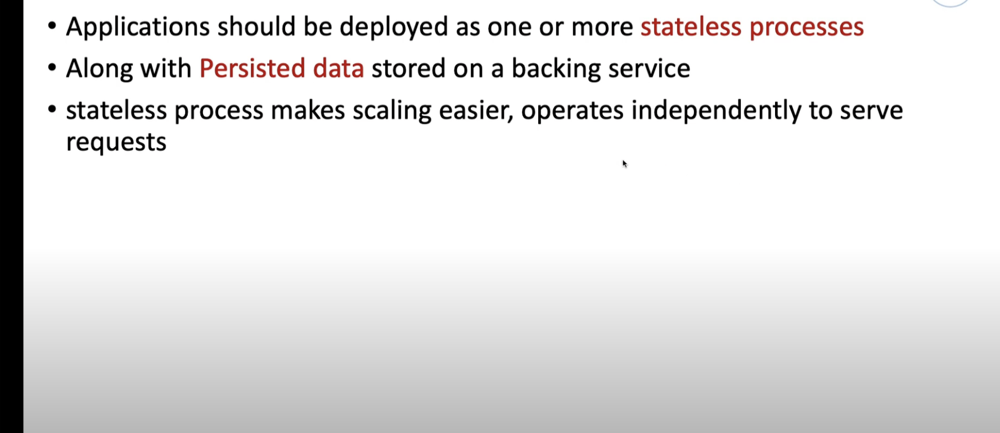 • Applications should be deployed as one or more stateless processes
• Along with Persisted data stored on a backing service
• stateless process makes scaling easier, operates independently to serve
requests